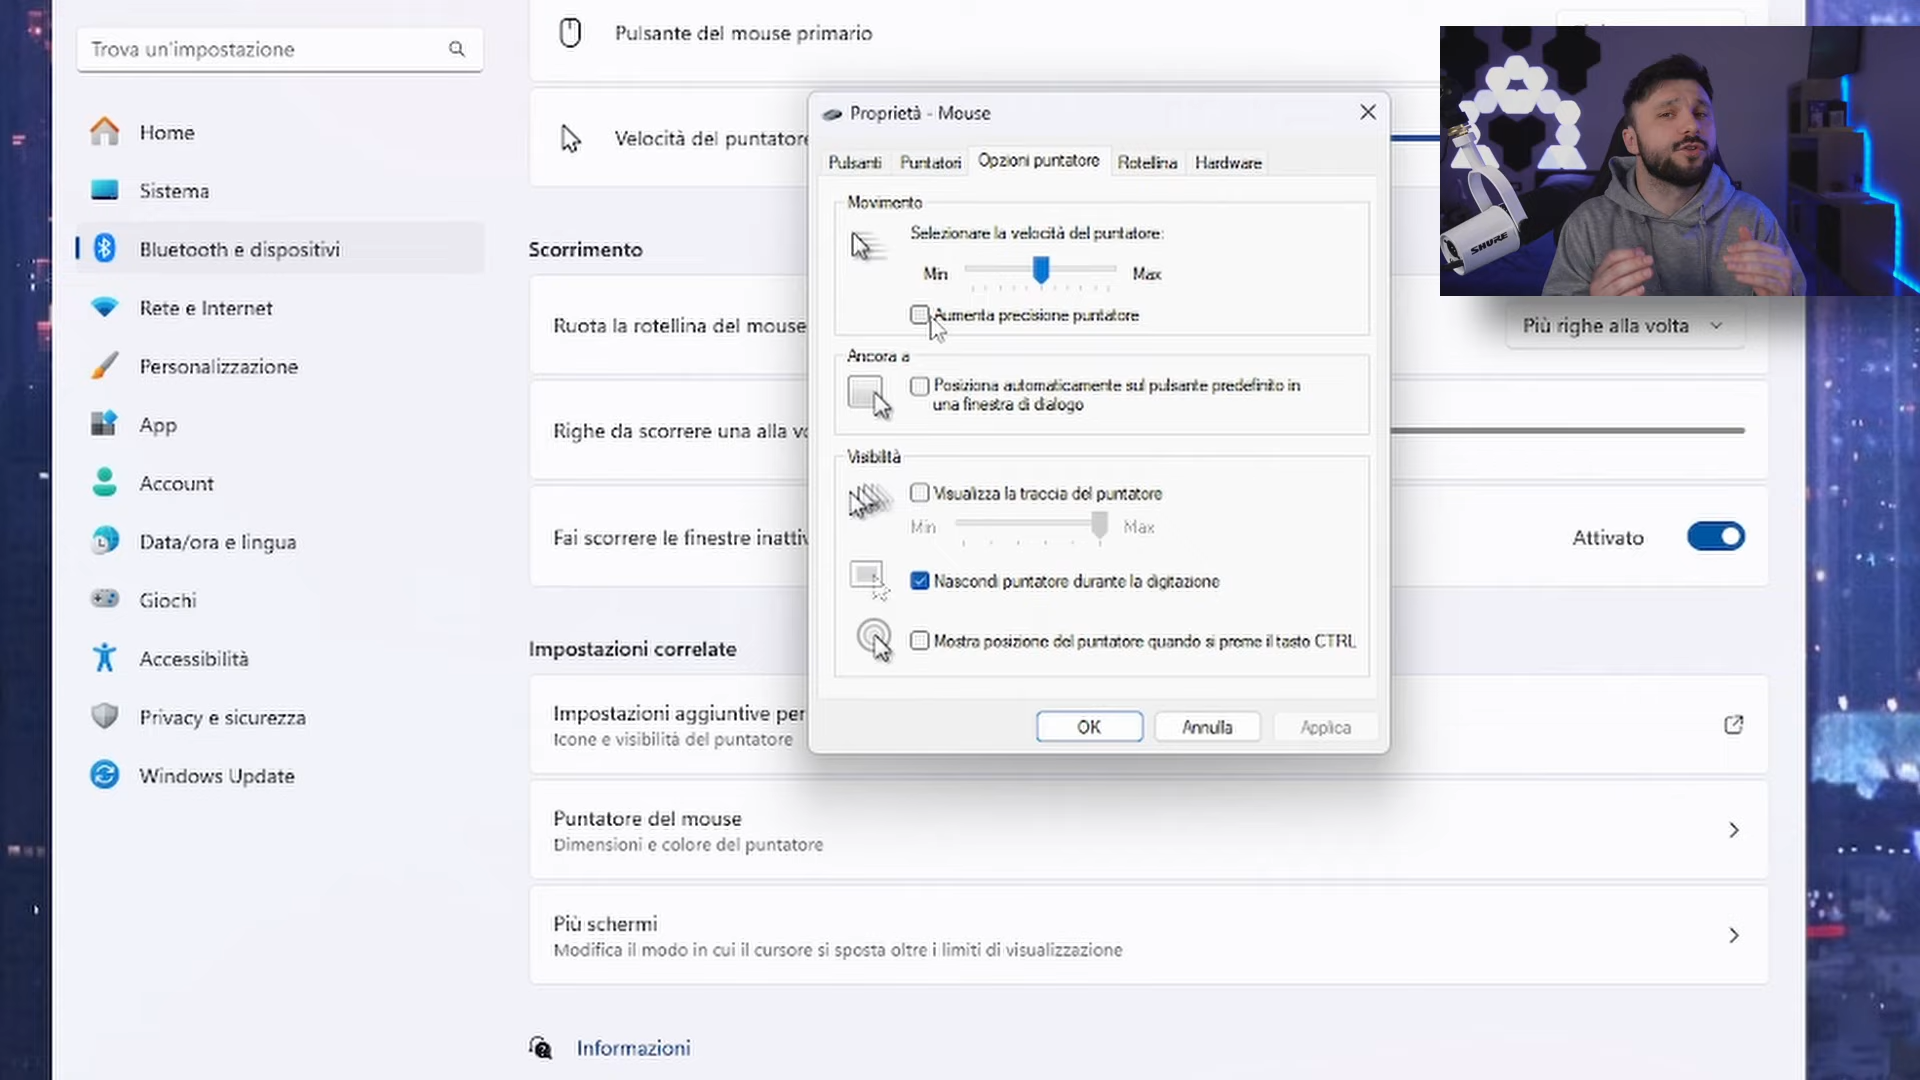 Trova un'impostazione
Home
Sistema
Bluetooth e dispositivi
Rete e Internet
Personalizzazione
App
Account
Data/ora e lingua
Giochi
Accessibilità
Privacy e sicurezza
Windows Update
Pulsante del mouse primario
Velocità del puntatore
Scorrimento
Ruota la rotellina del mouse
Più righe alla volta
Righe da scorrere una alla vo
Fai scorrere le finestre inattiv
Attivato
Impostazioni correlate
Impostazioni aggiuntive per
Icone e visibilità del puntatore
Puntatore del mouse
Dimensioni e colore del puntatore
Più schermi
Modifica il modo in cui il cursore si sposta oltre i limiti di visualizzazione
Informazioni
Proprietà - Mouse
Pulsanti Puntatori Opzioni puntatore Rotellina Hardware
Movimento
Selezionare la velocità del puntatore:
Min Max
Aumenta precisione puntatore
Ancora a
Posiziona automaticamente sul pulsante predefinito in
una finestra di dialogo
Visibilità
Visualizza la traccia del puntatore
Min Max
Nascondi puntatore durante la digitazione
Mostra posizione del puntatore quando si preme il tasto CTRL
OK Annulla Applica
SHURE